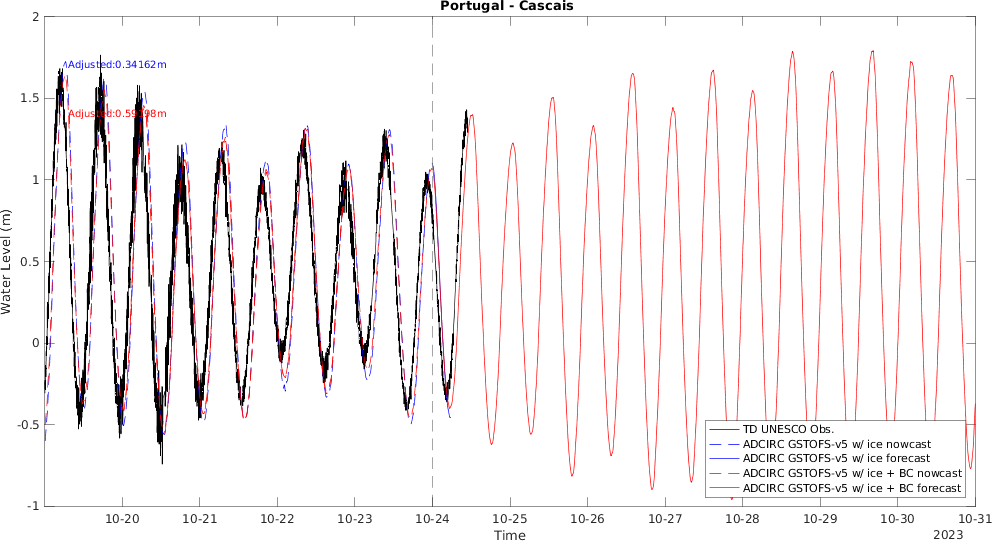 Portugal - Cascais
2
Adjusted:0.34162m
1.5
1
0.5
0
-0.5
-1
Water Level (m)
TD UNESCO Obs.
ADCIRC GSTOFS-v5 w/ ice nowcast
ADCIRC GSTOFS-v5 w/ ice forecast
ADCIRC GSTOFS-v5 w/ ice + BC nowcast
ADCIRC GSTOFS-v5 w/ ice + BC forecast
10-20 10-21 10-22 10-23 10-24 10-25 10-26 10-27 10-28 10-29 10-30 10-31
Time
2023